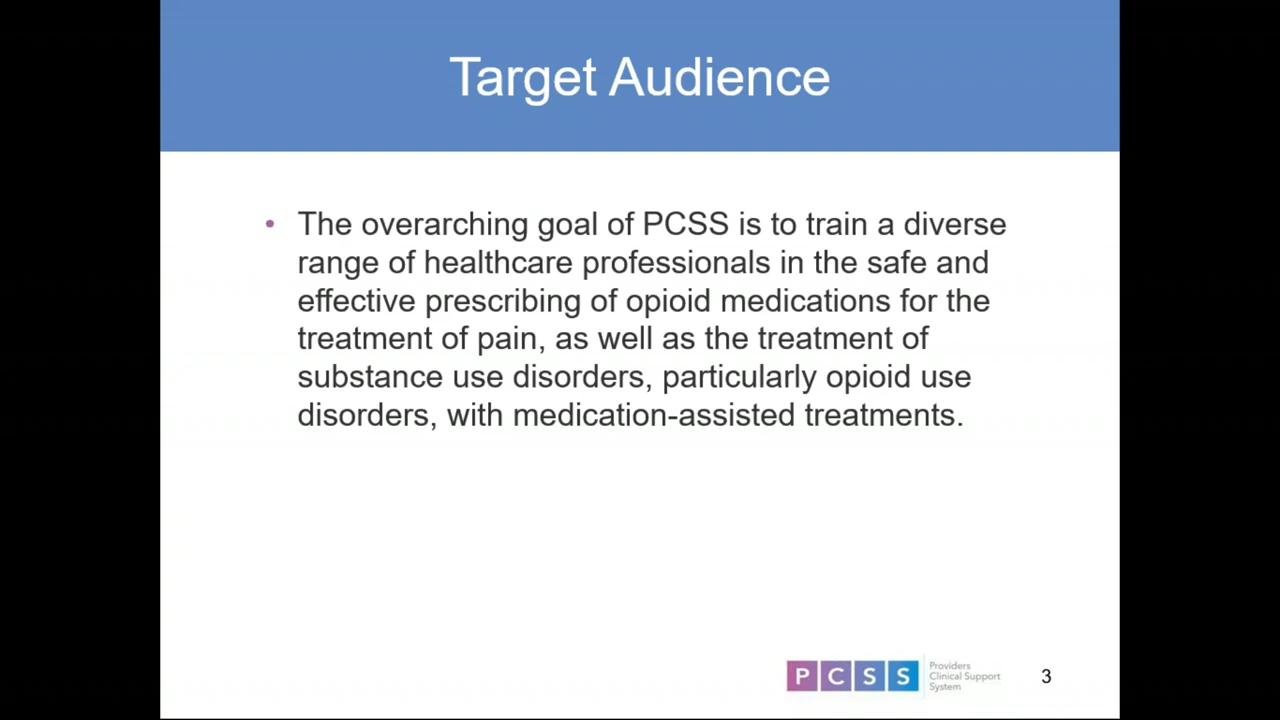 Target Audience
• The overarching goal of PCSS is to train a diverse
range of healthcare professionals in the safe and
effective prescribing of opioid medications for the
treatment of pain, as well as the treatment of
substance use disorders, particularly opioid use
disorders, with medication-assisted treatments.
PCSS
Providers
Clinical Support
System
3